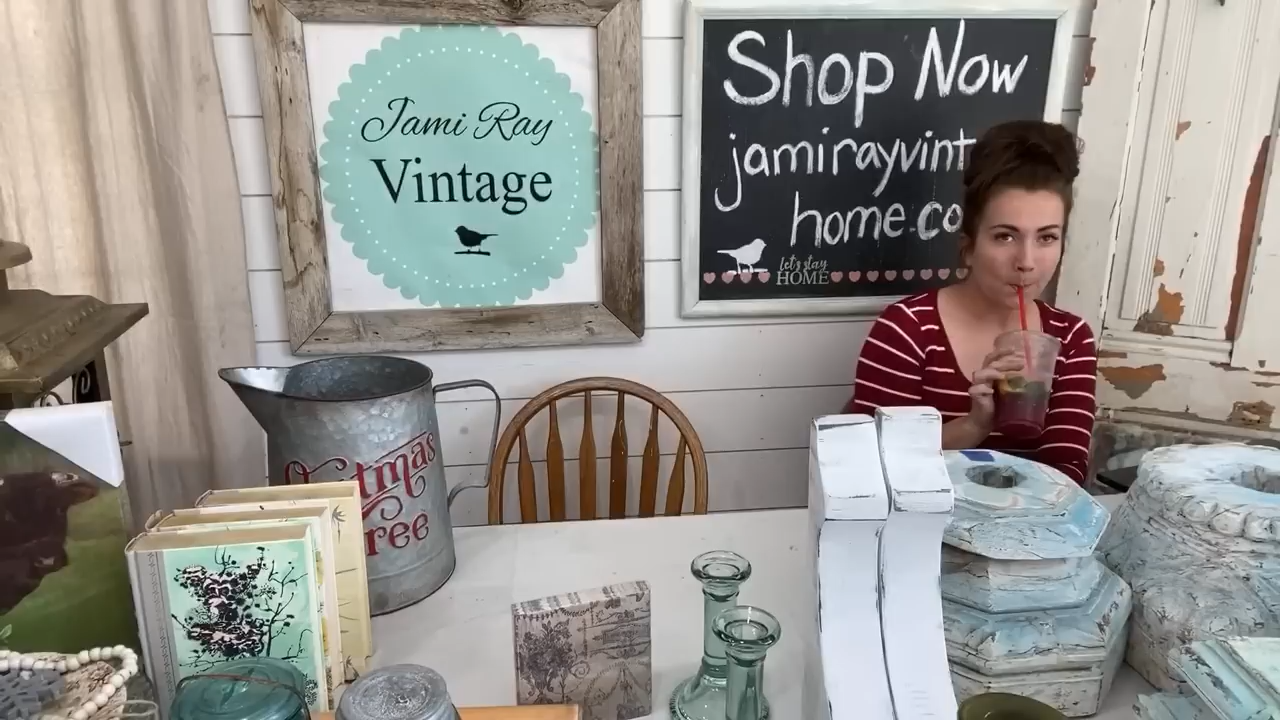 Jami Ray
Vintage
Shop Now
jamirayvint
home.co
let's stay
HOME
tmas
ree